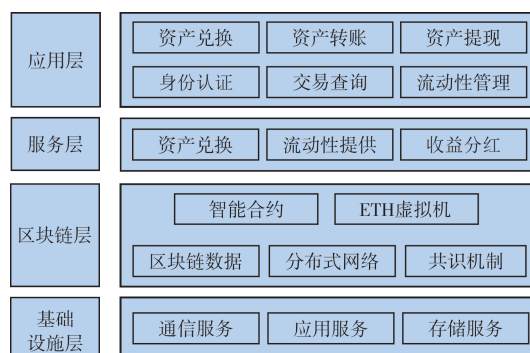 应用层
资产兑换 资产转账 资产提现
身份认证 交易查询 流动性管理
服务层
资产兑换 流动性提供 收益分红
区块链层
智能合约 ETH虚拟机
区块链数据 分布式网络 共识机制
基础
设施层
通信服务 应用服务 存储服务